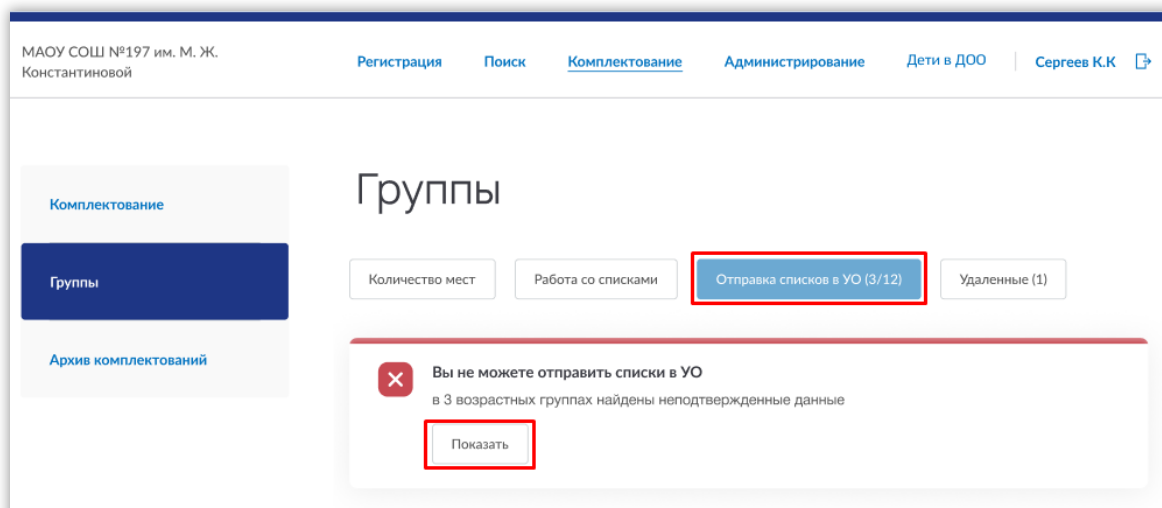 МАОУ СОШ №197 им. М. Ж.
Константиновой
Регистрация Поиск Комплектование Администрирование Дети в ДОО Сергеев К.К
Комплектование
Группы
Архив комплектований
Группы
Количество мест Работа со списками Отправка списков в УО (3/12) Удаленные (1)
Вы не можете отправить списки в УО
в 3 возрастных группах найдены неподтвержденные данные
Показать